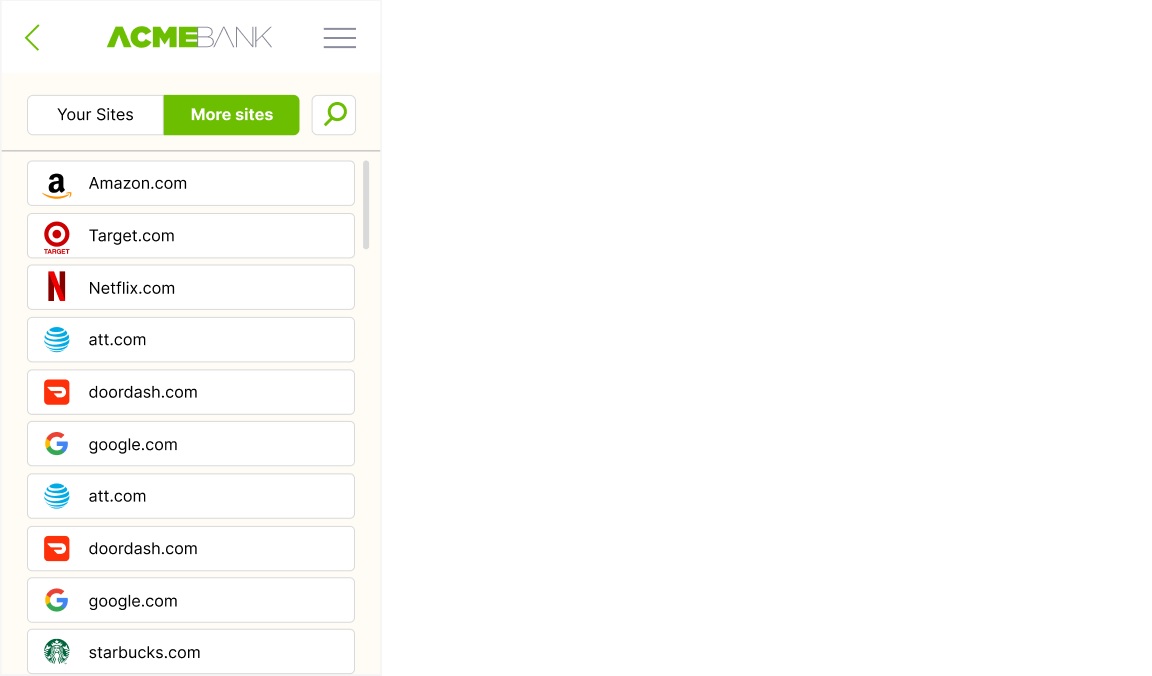 ACMEBANK
Your Sites
More sites
a Amazon.com
TARGET Target.com
Netflix.com
att.com
doordash.com
google.com
att.com
doordash.com
google.com
starbucks.com